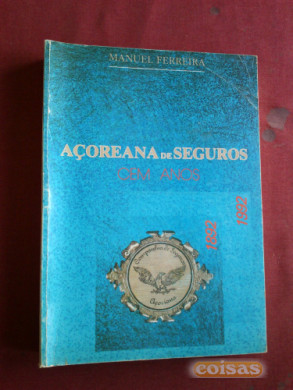 MANUEL FERREIRA
AÇOREANA DE SEGUROS
CEM ANOS
1892 1992
coisas